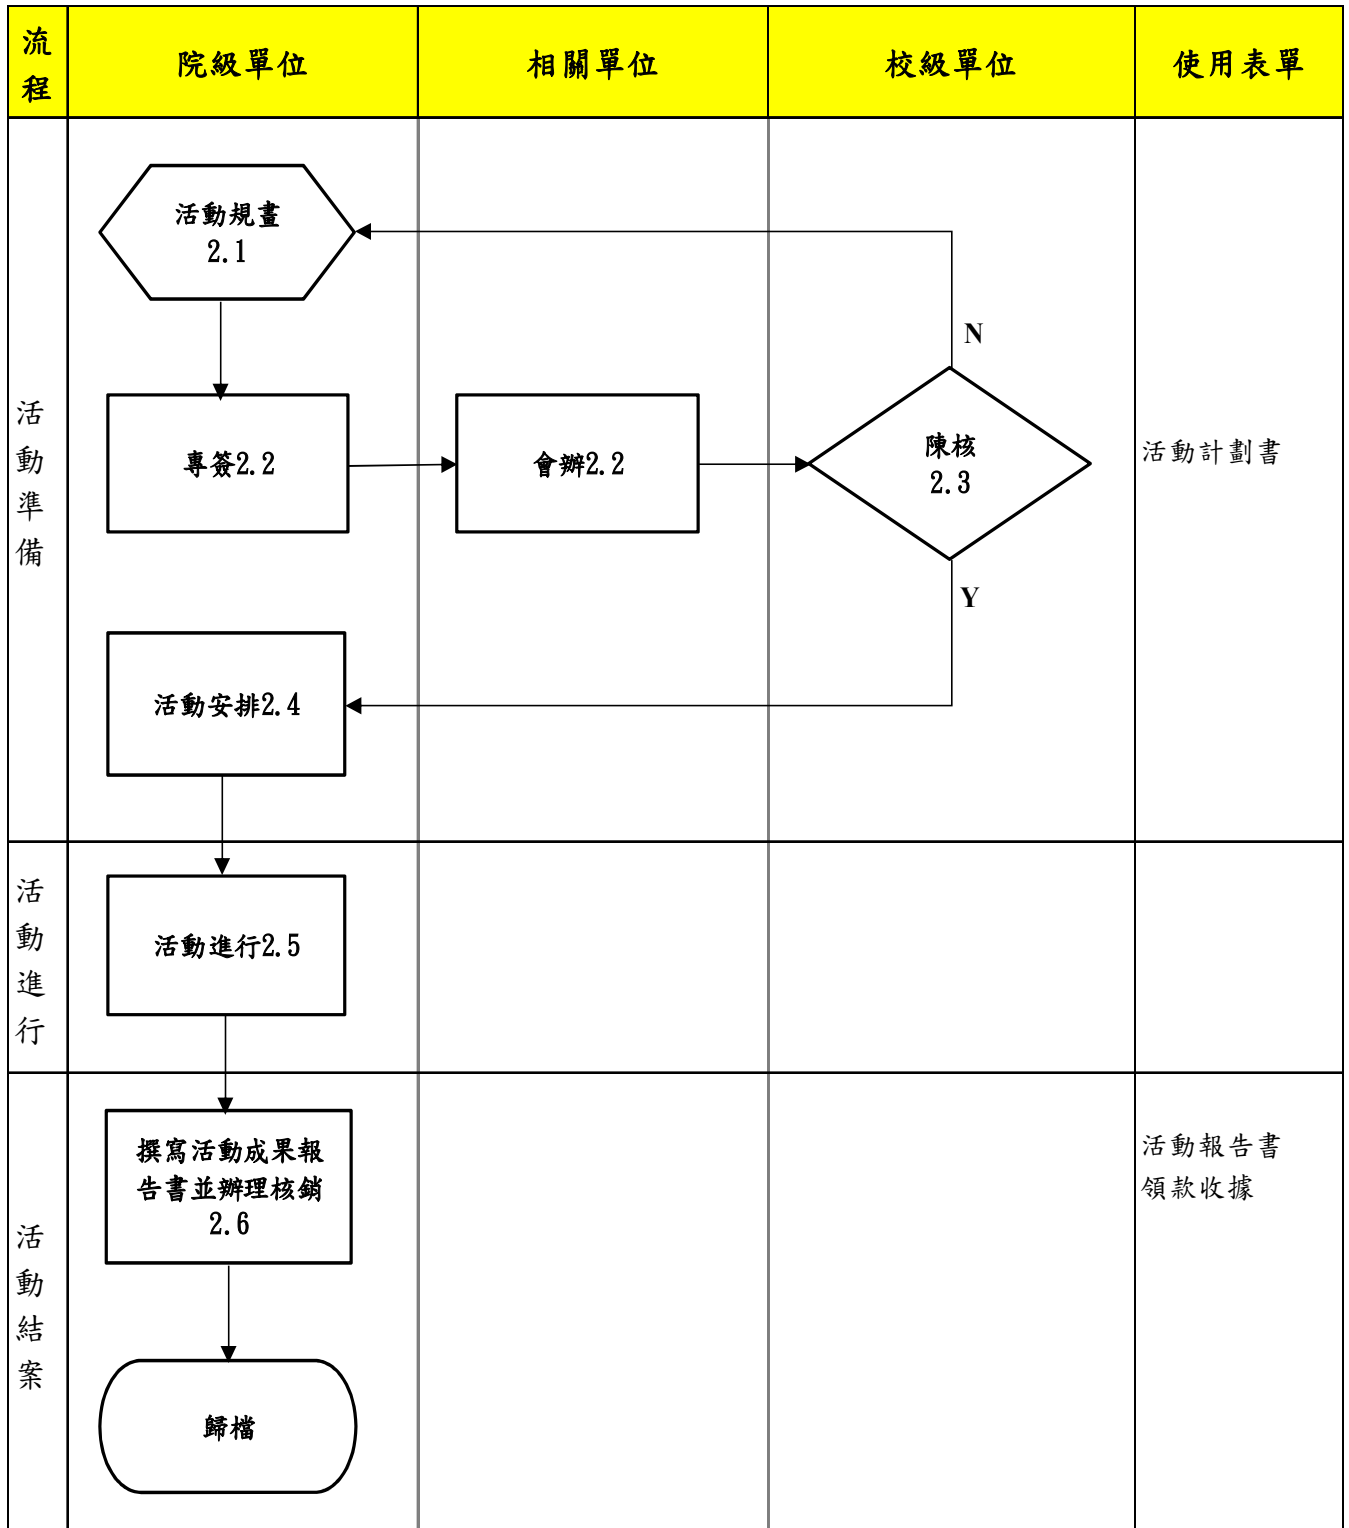 流
程
院級單位
相關單位
校級單位
使用表單
活
動
準
備
活動規畫
2.1
N
專簽2.2
會辦2.2
陳核
2.3
活動計劃書
Y
活動安排2.4
活
動
進
行
活動進行2.5
活
動
結
案
撰寫活動成果報
告書並辦理核銷
2.6
活動報告書
領款收據
歸檔